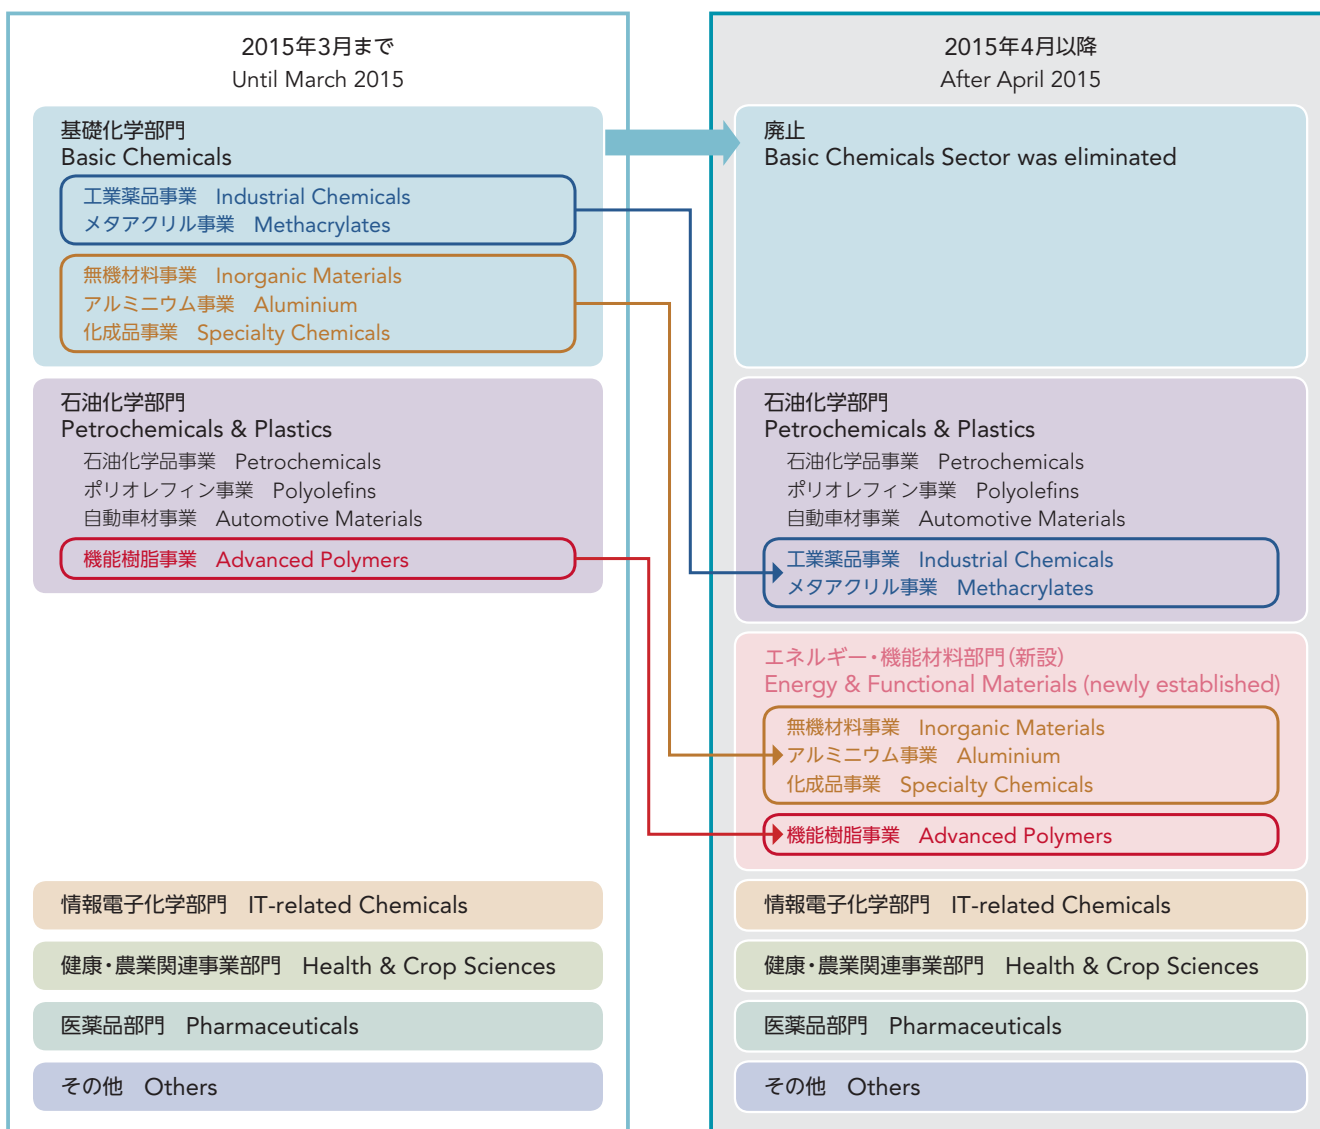 2015年3月まで
Until March 2015
基礎化学部門
Basic Chemicals
工業薬品事業 Industrial Chemicals
メタアクリル事業 Methacrylates
無機材料事業 Inorganic Materials
アルミニウム事業 Aluminium
化成品事業 Specialty Chemicals
石油化学部門
Petrochemicals & Plastics
石油化学品事業 Petrochemicals
ポリオレフィン事業 Polyolefins
自動車材事業 Automotive Materials
機能樹脂事業 Advanced Polymers
情報電子化学部門 IT-related Chemicals
健康・農業関連事業部門 Health & Crop Sciences
医薬品部門 Pharmaceuticals
その他 Others
2015年4月以降
After April 2015
廃止
Basic Chemicals Sector was eliminated
石油化学部門
Petrochemicals & Plastics
石油化学品事業 Petrochemicals
ポリオレフィン事業 Polyolefins
自動車材事業 Automotive Materials
工業薬品事業 Industrial Chemicals
メタアクリル事業 Methacrylates
エネルギー・機能材料部門(新設)
Energy & Functional Materials (newly established)
無機材料事業 Inorganic Materials
アルミニウム事業 Aluminium
化成品事業 Specialty Chemicals
機能樹脂事業 Advanced Polymers
情報電子化学部門 IT-related Chemicals
健康・農業関連事業部門 Health & Crop Sciences
医薬品部門 Pharmaceuticals
その他 Others